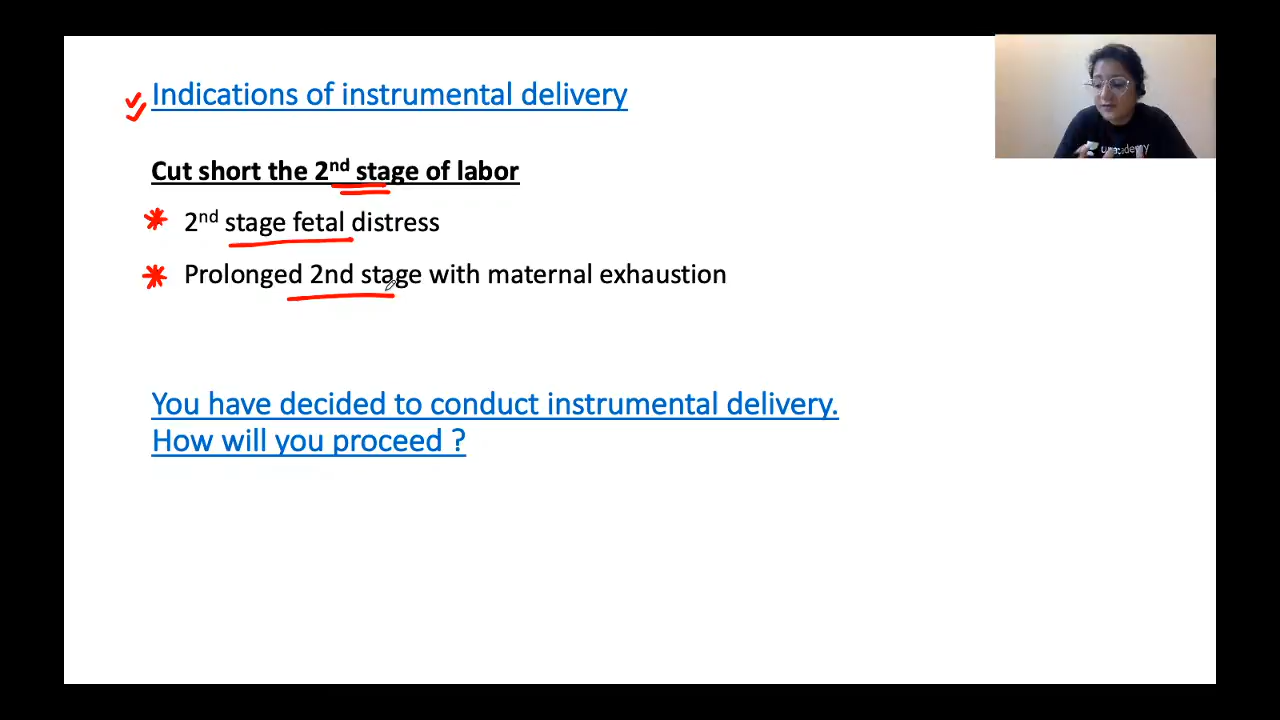 Indications of instrumental delivery
Cut short the 2nd stage of labor
2nd stage fetal distress
Prolonged 2nd stage with maternal exhaustion
You have decided to conduct instrumental delivery.
How will you proceed ?